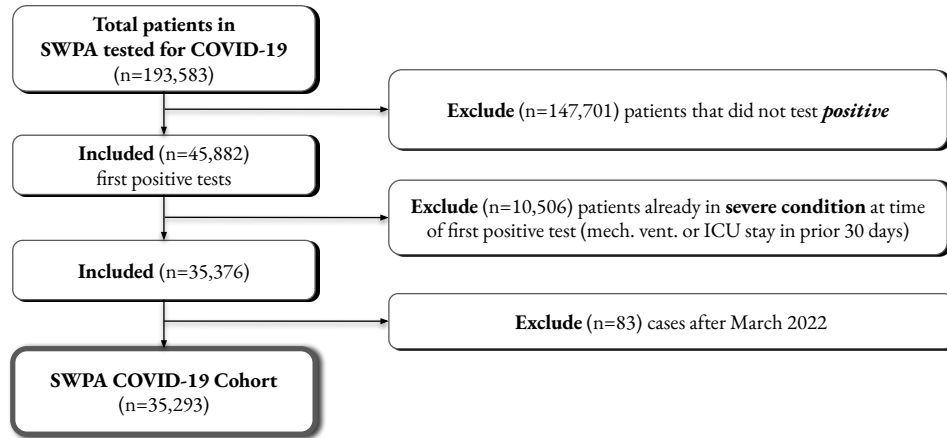 Total patients in
SWPA tested for COVID-19
(n=193,583)
Exclude (n=147,701) patients that did not test positive
Included (n=45,882)
first positive tests
Exclude (n=10,506) patients already in severe condition at time
of first positive test (mech. vent. or ICU stay in prior 30 days)
Included (n=35,376)
Exclude (n=83) cases after March 2022
SWPA COVID-19 Cohort
(n=35,293)